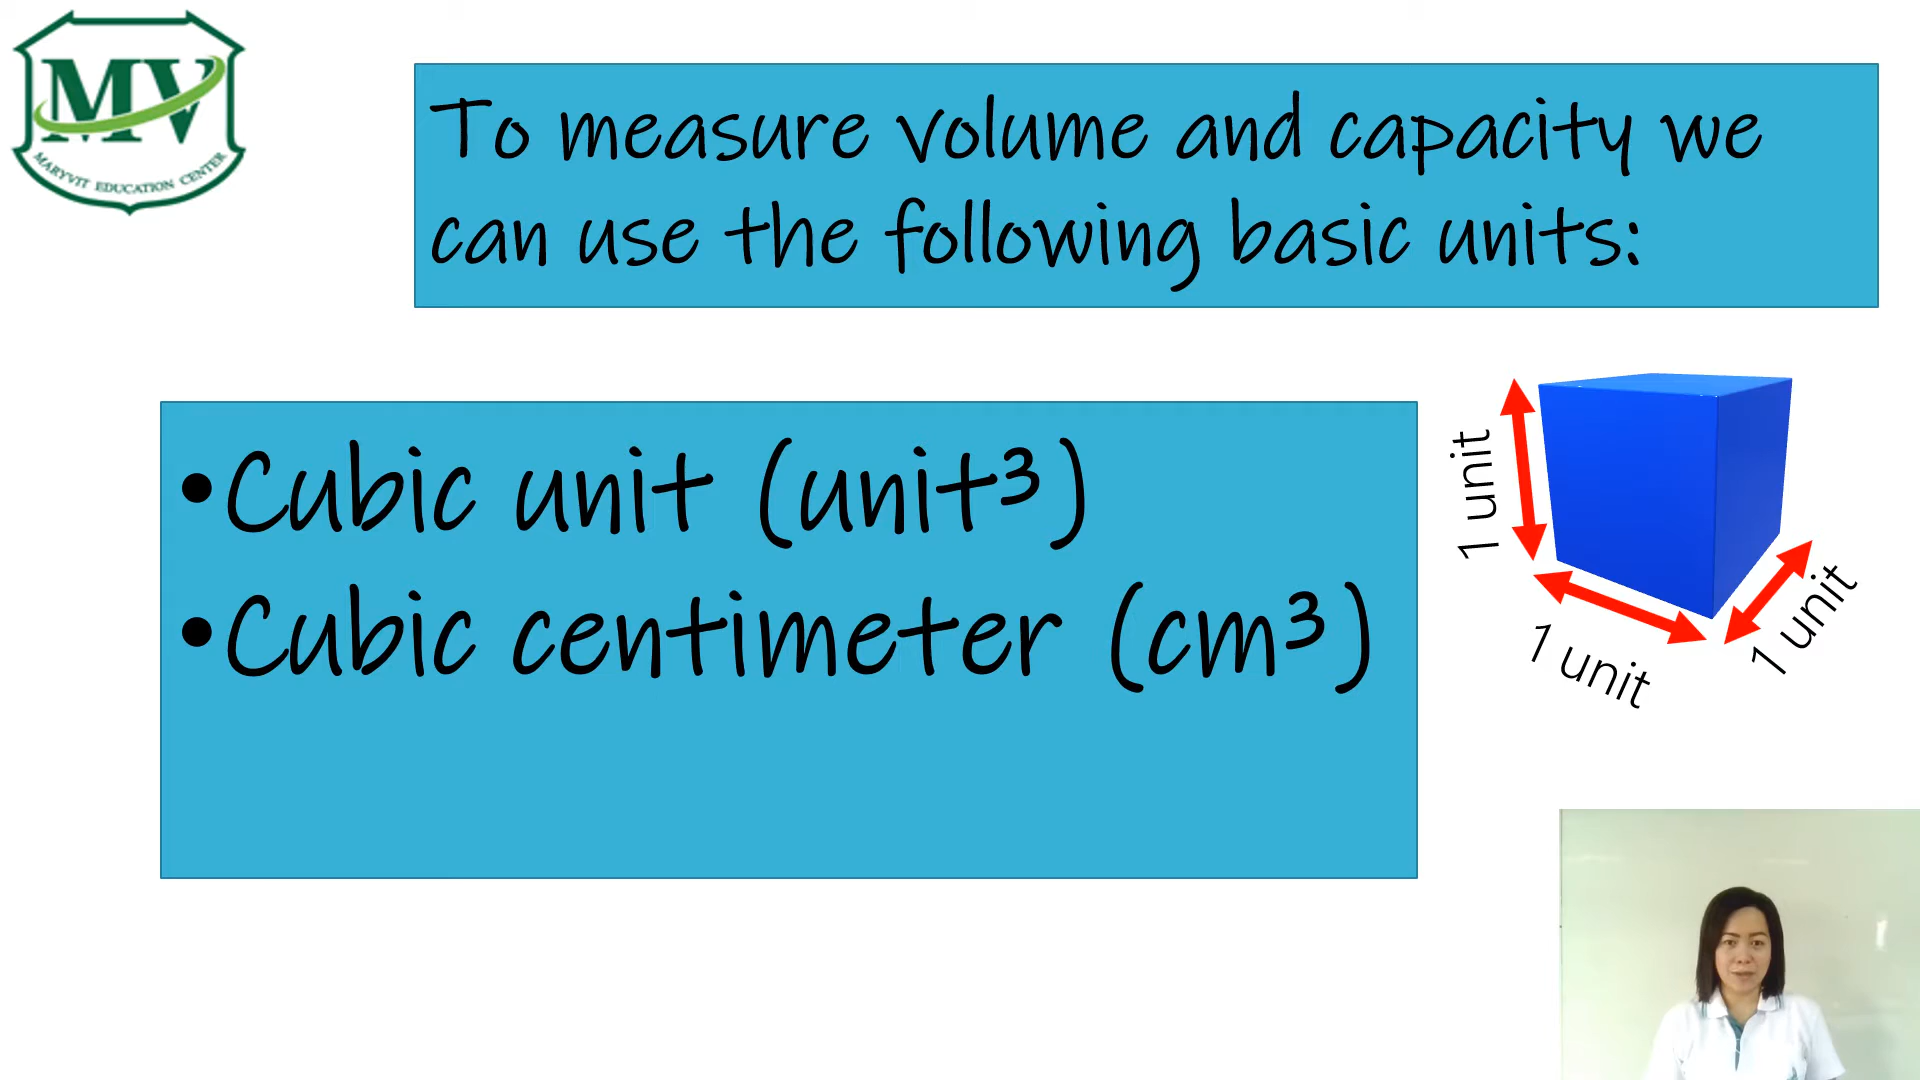 MV
MARYVIT EDUCATION CENTER
To measure volume and capacity we
can use the following basic units:
•Cubic unit (unit³)
•Cubic centimeter (cm³)
1 unit
1 unit
1 unit